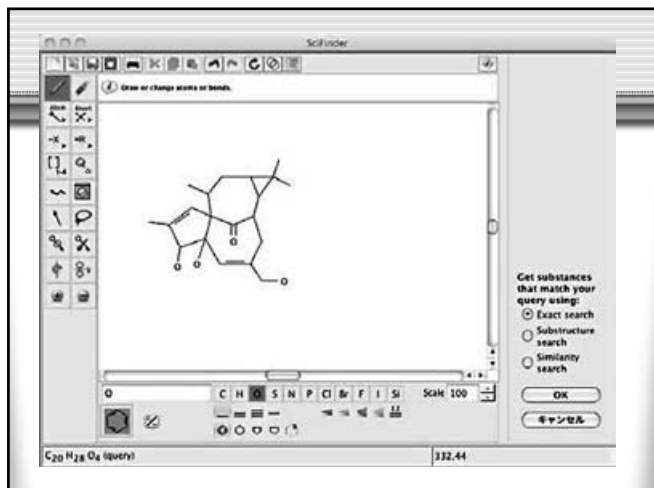 SciFinder
Draw or change atoms or bonds.
O
O
O
O
Get substances
that match your
query using:
Exact search
Substructure
search
Similarity
search
O
C H O S N P Cl Br F I Si
Scale 100
OK
キャンセル
C20 H28 O4 (query)
332.44